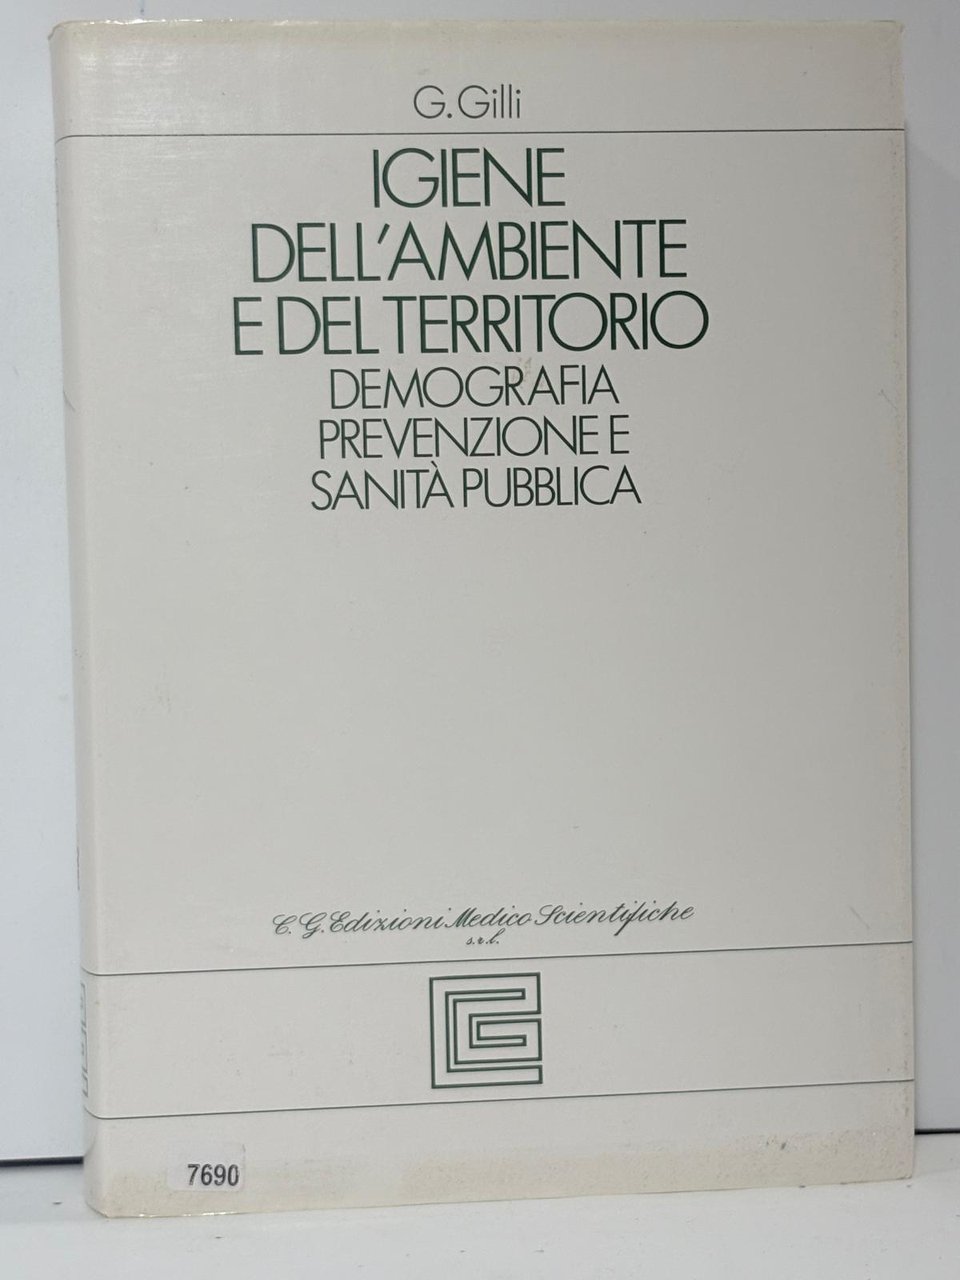 G. Gilli
IGIENE
DELL'AMBIENTE
E DEL TERRITORIO
DEMOGRAFIA
PREVENZIONE E
SANITÀ PUBBLICA
C. G. Edizioni Medico Scientifiche
s.r.l.
7690